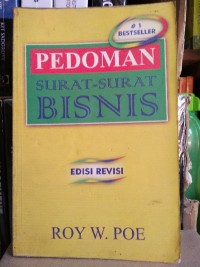 # 1
BESTSELLER
PEDOMAN
SURAT-SURAT
BISNIS
EDISI REVISI
ROY W. POE